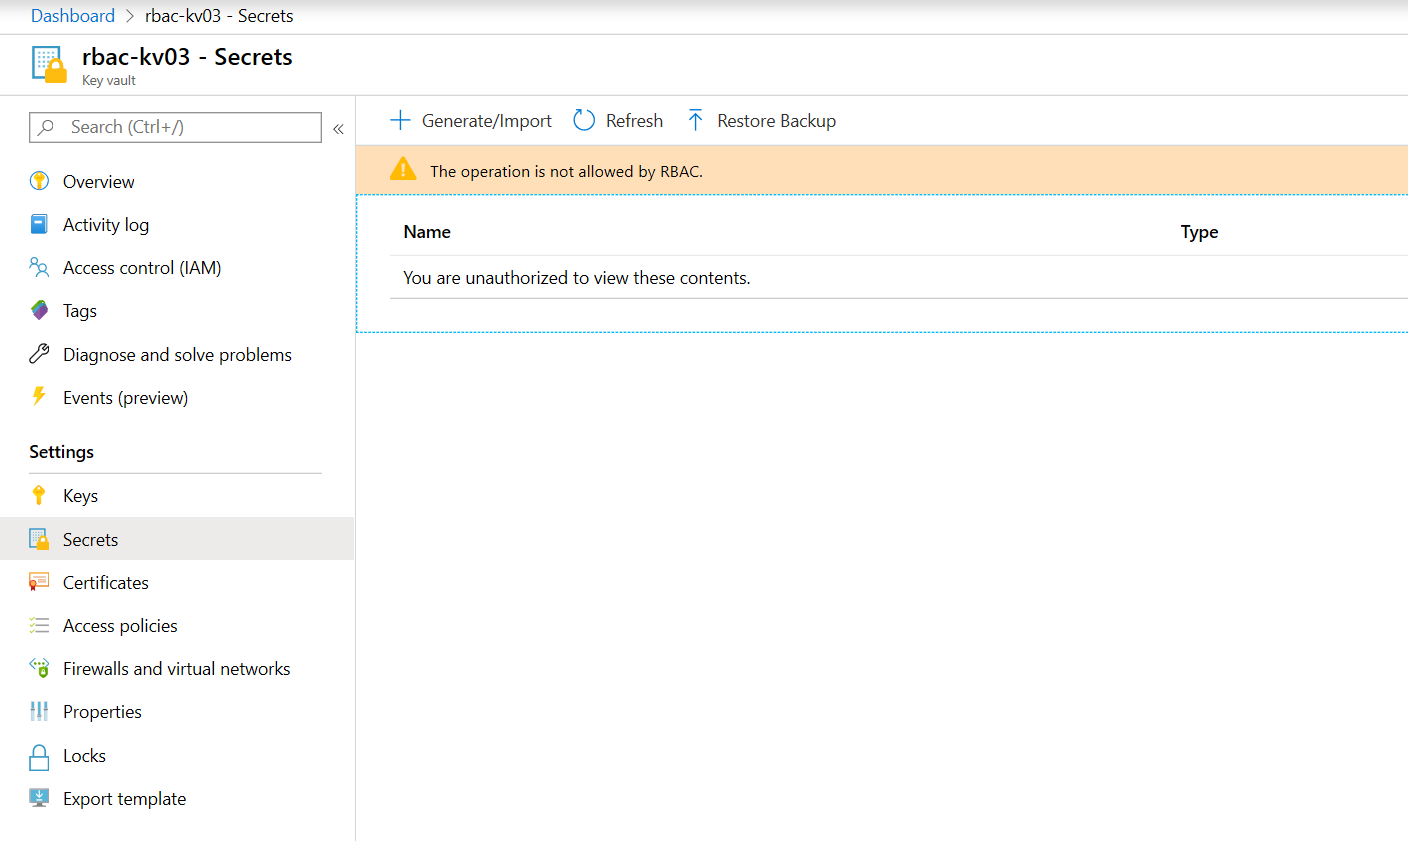 Dashboard > rbac-kv03 - Secrets
rbac-kv03 - Secrets
Key vault
Search (Ctrl+/)
«
Overview
Activity log
Access control (IAM)
Tags
Diagnose and solve problems
Events (preview)
Settings
Keys
Secrets
Certificates
Access policies
Firewalls and virtual networks
Properties
Locks
Export template
Generate/Import Refresh Restore Backup
The operation is not allowed by RBAC.
Name Type
You are unauthorized to view these contents.